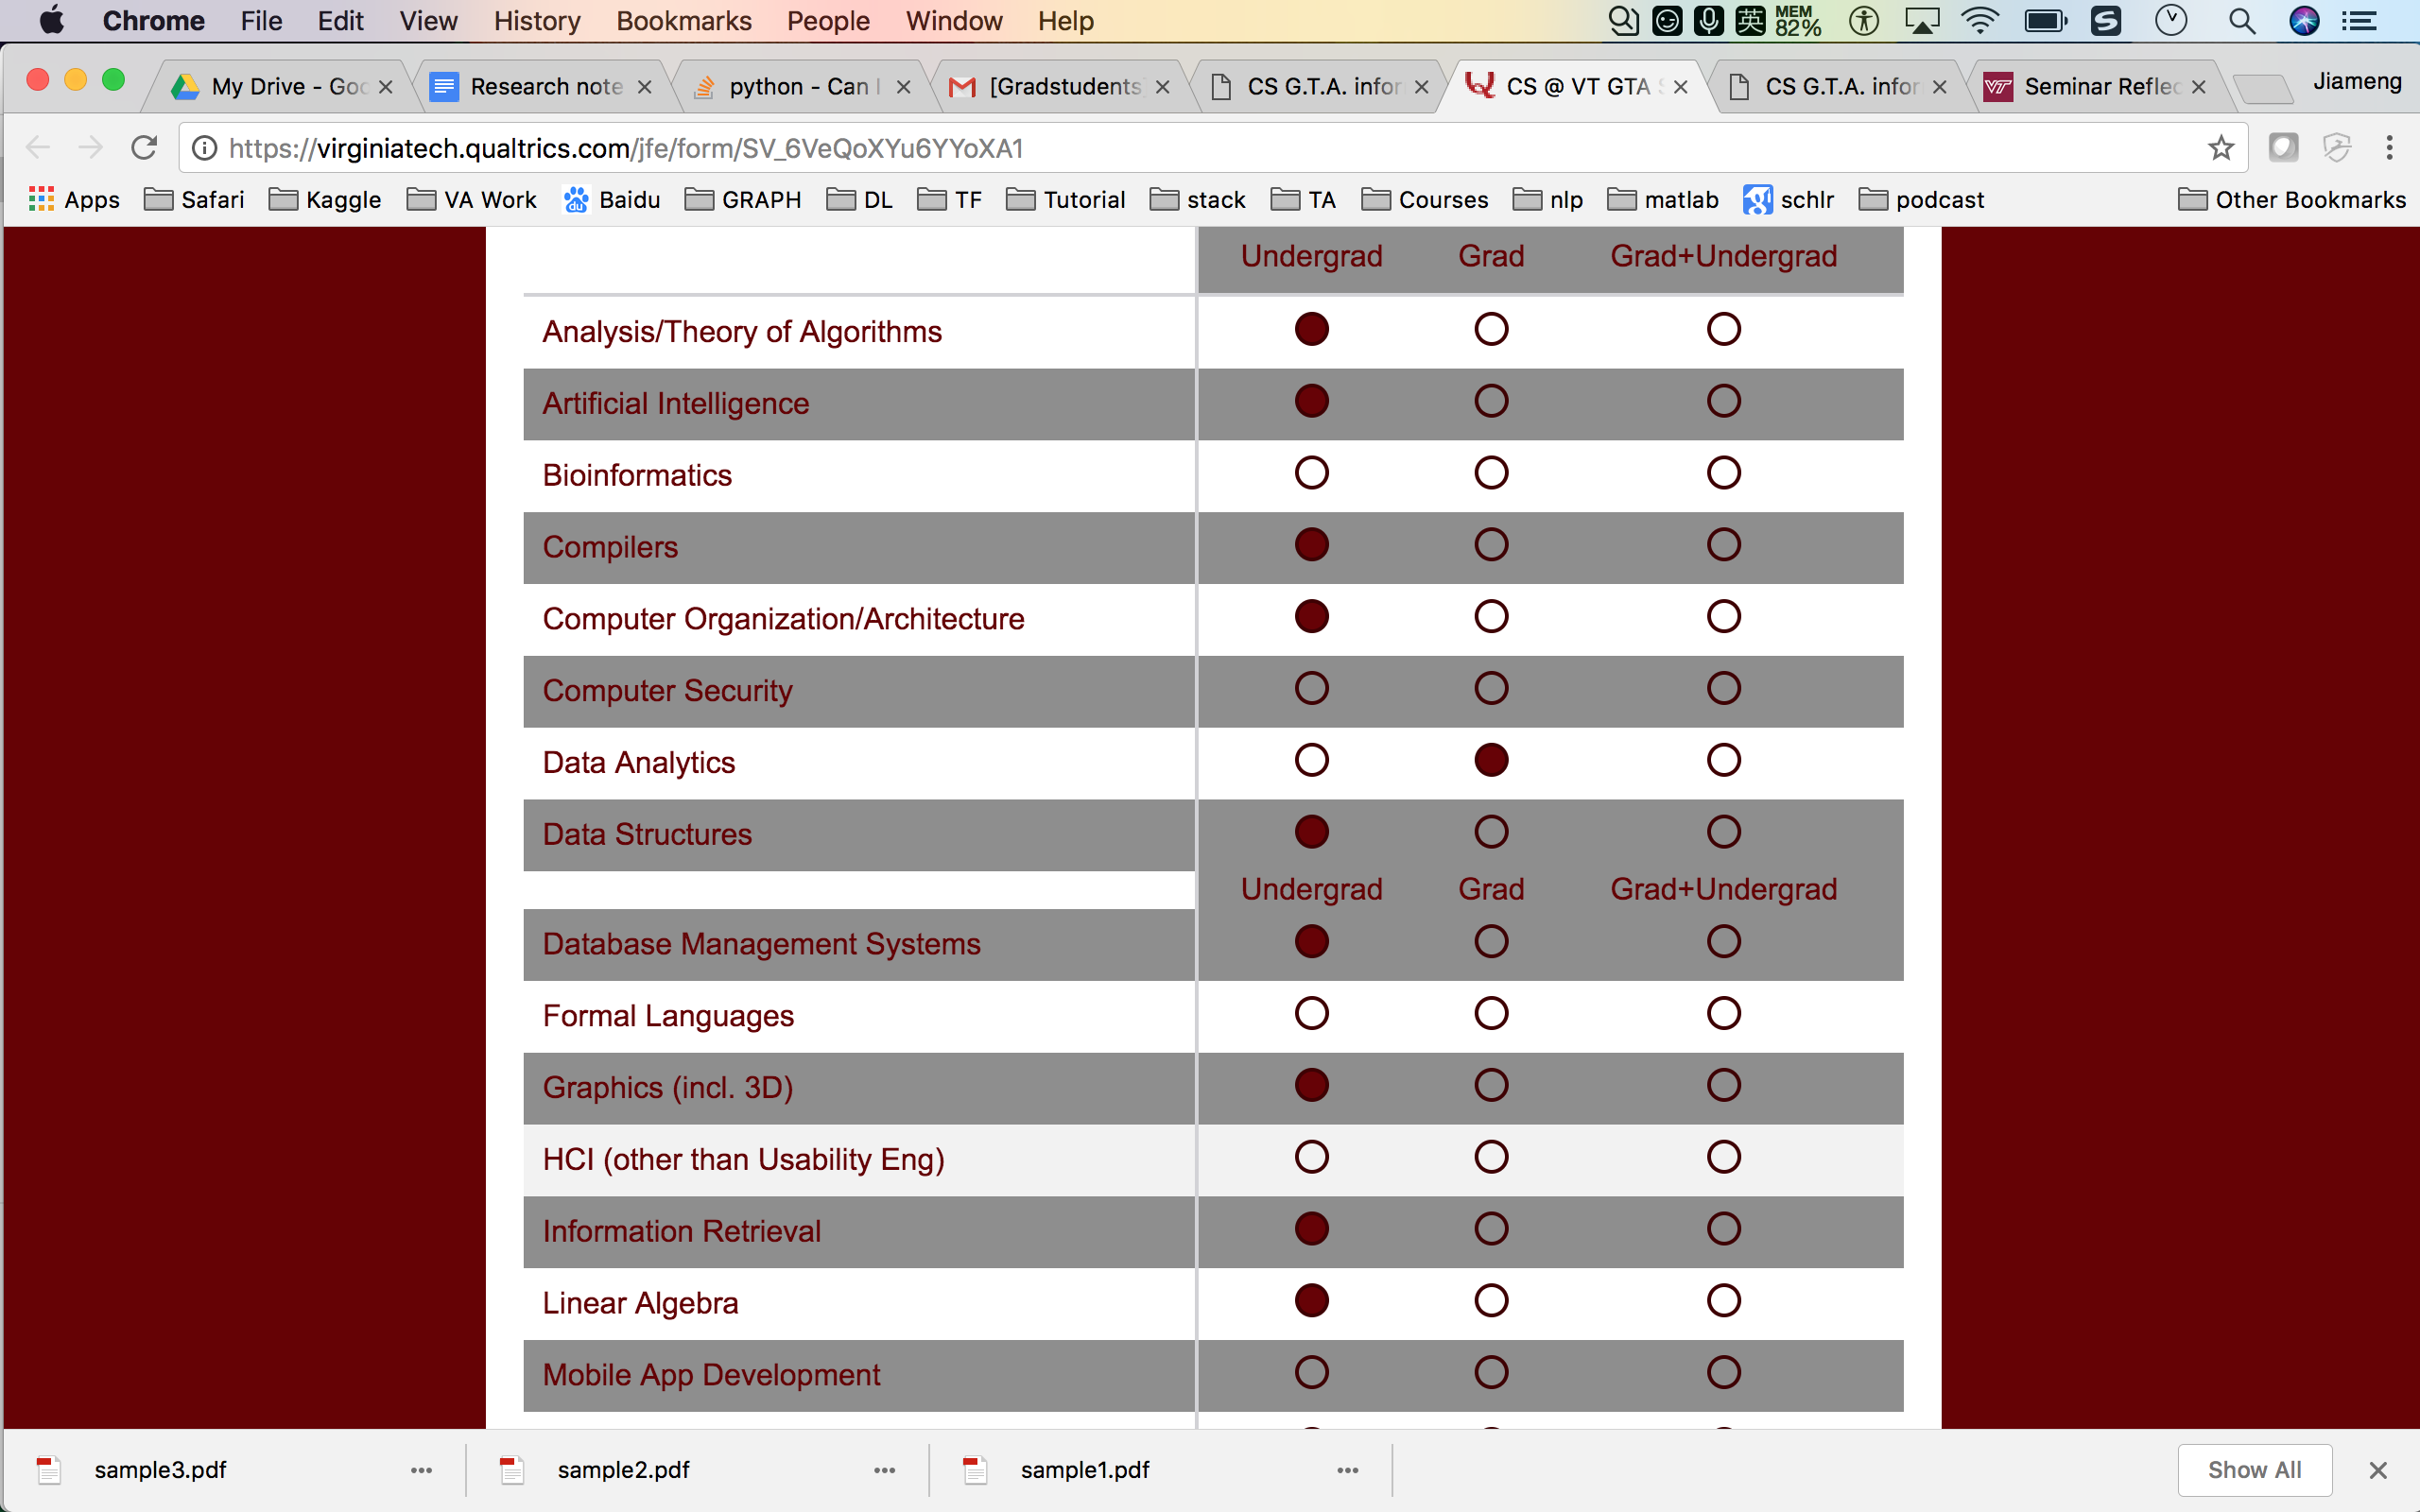 Chrome File Edit View History Bookmarks People Window Help 英 MEM 82%
My Drive - Goo Research note python - Can I [Gradstudents CS G.T.A. infor CS @ VT GTA S CS G.T.A. infor Seminar Reflec Jiameng
https://virginiatech.qualtrics.com/jfe/form/SV_6VeQoXYu6YYoXA1
Apps Safari Kaggle VA Work Baidu GRAPH DL TF Tutorial stack TA Courses nlp matlab schlr podcast Other Bookmarks
Undergrad Grad Grad+Undergrad
Analysis/Theory of Algorithms
Artificial Intelligence
Bioinformatics
Compilers
Computer Organization/Architecture
Computer Security
Data Analytics
Data Structures
Undergrad Grad Grad+Undergrad
Database Management Systems
Formal Languages
Graphics (incl. 3D)
HCI (other than Usability Eng)
Information Retrieval
Linear Algebra
Mobile App Development
sample3.pdf sample2.pdf sample1.pdf Show All